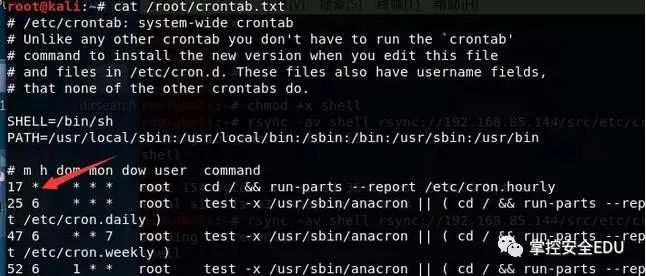 root@kali:~# cat /root/crontab.txt
# /etc/crontab: system-wide crontab
# Unlike any other crontab you don't have to run the `crontab'
# command to install the new version when you edit this file
# and files in /etc/cron.d. These files also have username fields,
# that none of the other crontabs do.
SHELL=/bin/sh
PATH=/usr/local/sbin:/usr/local/bin:/sbin:/bin:/usr/sbin:/usr/bin
# m h dom mon dow user  command
17 *    * * *   root    cd / && run-parts --report /etc/cron.hourly
25 6    * * *   root    test -x /usr/sbin/anacron || ( cd / && run-parts --repor
t /etc/cron.daily )
47 6    * * 7   root    test -x /usr/sbin/anacron || ( cd / && run-parts --repor
t /etc/cron.weekly )
52 6    1 * *   root    test -x /usr/sbin/anacron || ( cd / && run-parts --repor
掌控安全EDU